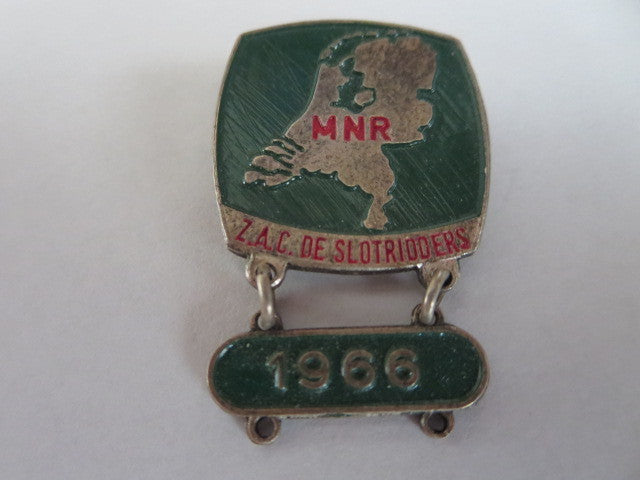 MNR
Z.A.C. DE SLOTRIDDERS
1966